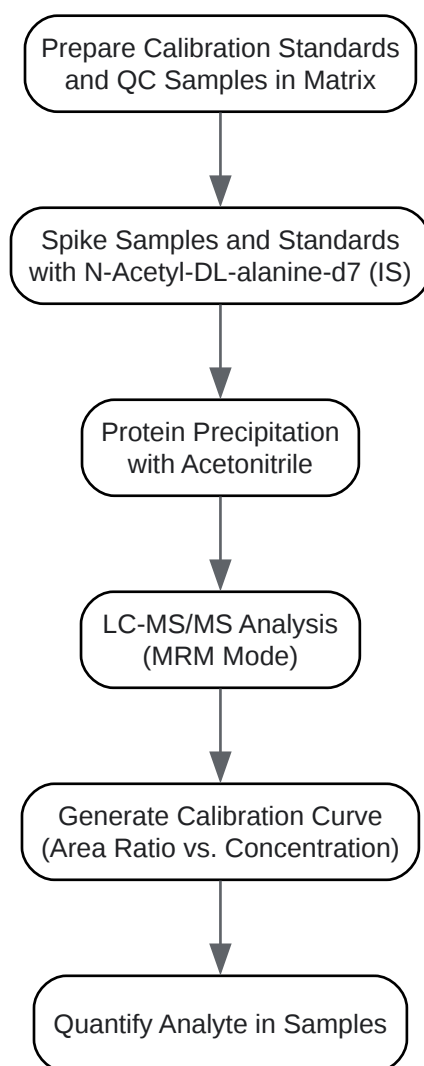 Prepare Calibration Standards
and QC Samples in Matrix
Spike Samples and Standards
with N-Acetyl-DL-alanine-d7 (IS)
Protein Precipitation
with Acetonitrile
LC-MS/MS Analysis
(MRM Mode)
Generate Calibration Curve
(Area Ratio vs. Concentration)
Quantify Analyte in Samples